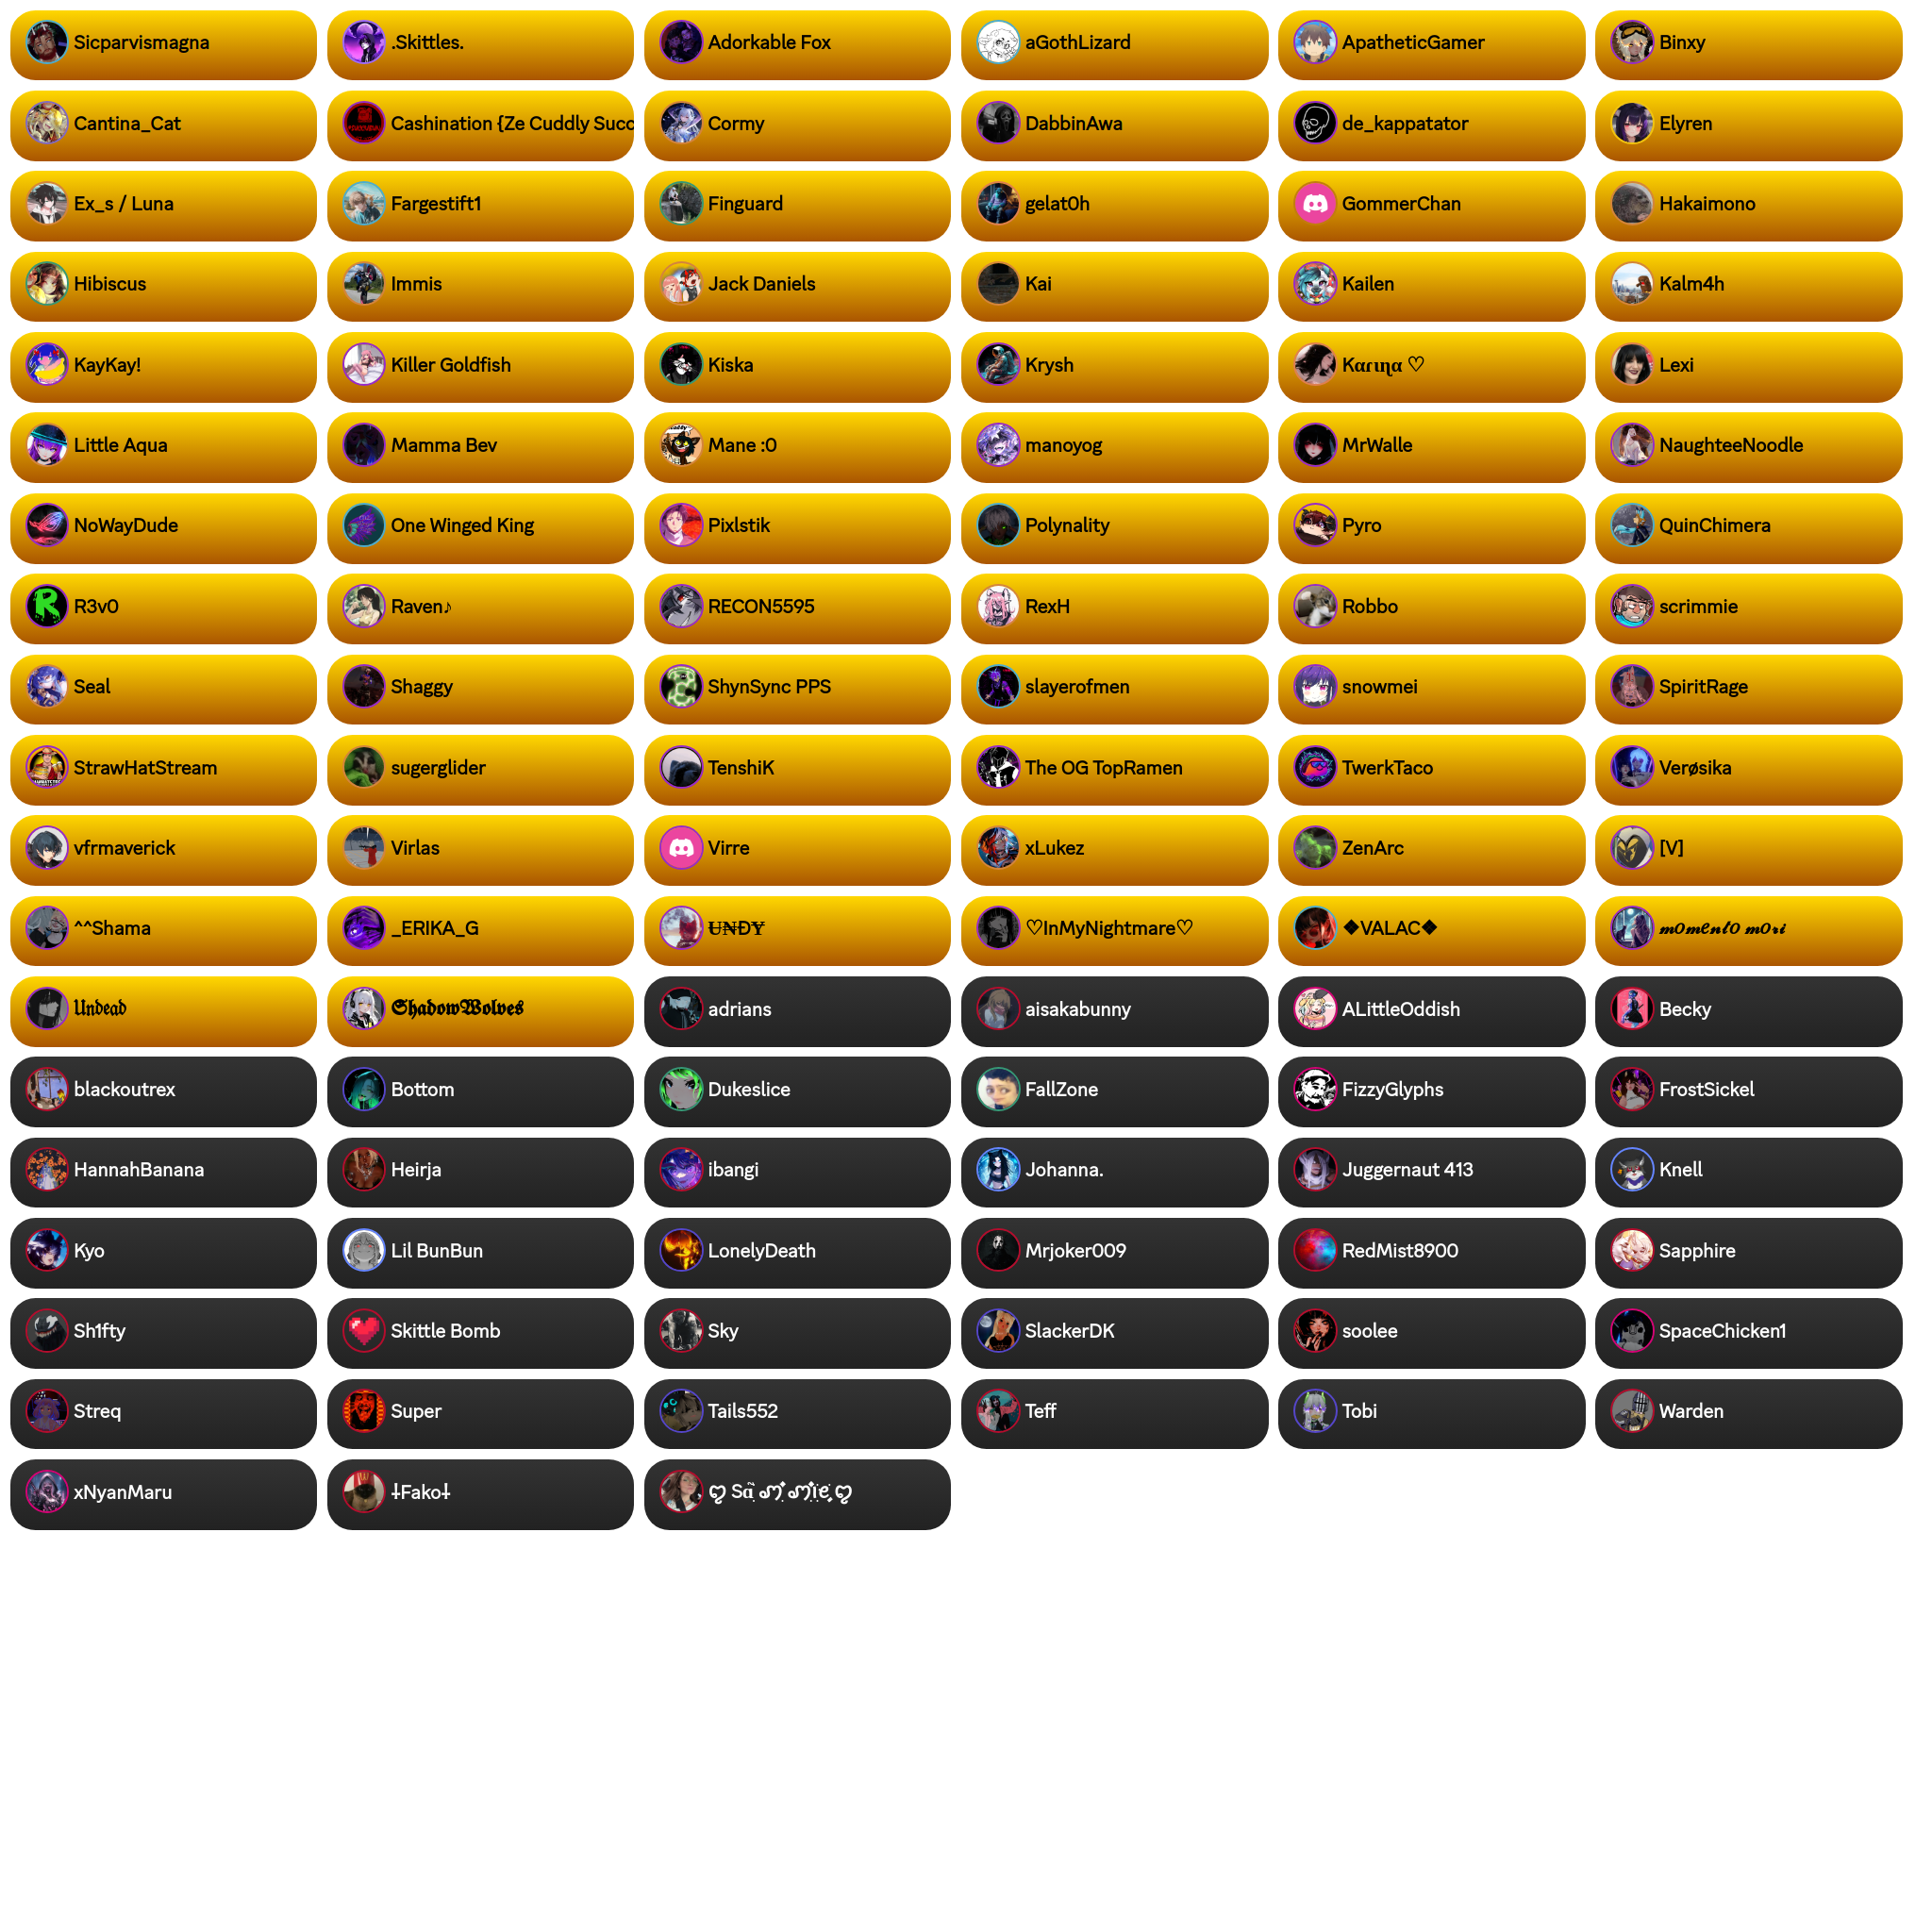 Sicparvismagna
.Skittles.
Adorkable Fox
aGothLizard
ApatheticGamer
Binxy
Cantina_Cat
Cashination {Ze Cuddly Succ
Cormy
DabbinAwa
de_kappatator
Elyren
Ex_s / Luna
Fargestift1
Finguard
gelat0h
GommerChan
Hakaimono
Hibiscus
Immis
Jack Daniels
Kai
Kailen
Kalm4h
KayKay!
Killer Goldfish
Kiska
Krysh
Kαɾιɳα ♡
Lexi
Little Aqua
Mamma Bev
Mane :0
manoyog
MrWalle
NaughteeNoodle
NoWayDude
One Winged King
Pixlstik
Polynality
Pyro
QuinChimera
R3v0
Raven♪
RECON5595
RexH
Robbo
scrimmie
Seal
Shaggy
ShynSync PPS
slayerofmen
snowmei
SpiritRage
StrawHatStream
sugerglider
TenshiK
The OG TopRamen
TwerkTaco
Verøsika
vfrmaverick
Virlas
Virre
xLukez
ZenArc
[V]
^^Shama
_ERIKA_G
U̶N̶D̶Y̶
♡InMyNightmare♡
❖VALAC❖
𝓶𝓸𝓶𝓮𝓷𝓽𝓸 𝓶𝓸𝓻𝓲
𝔘𝔫𝔡𝔢𝔞𝔡
𝕾𝖍𝖆𝖉𝖔𝖜𝖂𝖔𝖑𝖛𝖊𝖘
adrians
aisakabunny
ALittleOddish
Becky
blackoutrex
Bottom
Dukeslice
FallZone
FizzyGlyphs
FrostSickel
HannahBanana
Heirja
ibangi
Johanna.
Juggernaut 413
Knell
Kyo
Lil BunBun
LonelyDeath
Mrjoker009
RedMist8900
Sapphire
Sh1fty
Skittle Bomb
Sky
SlackerDK
soolee
SpaceChicken1
Streq
Super
Tails552
Teff
Tobi
Warden
xNyanMaru
⸸Fako⸸